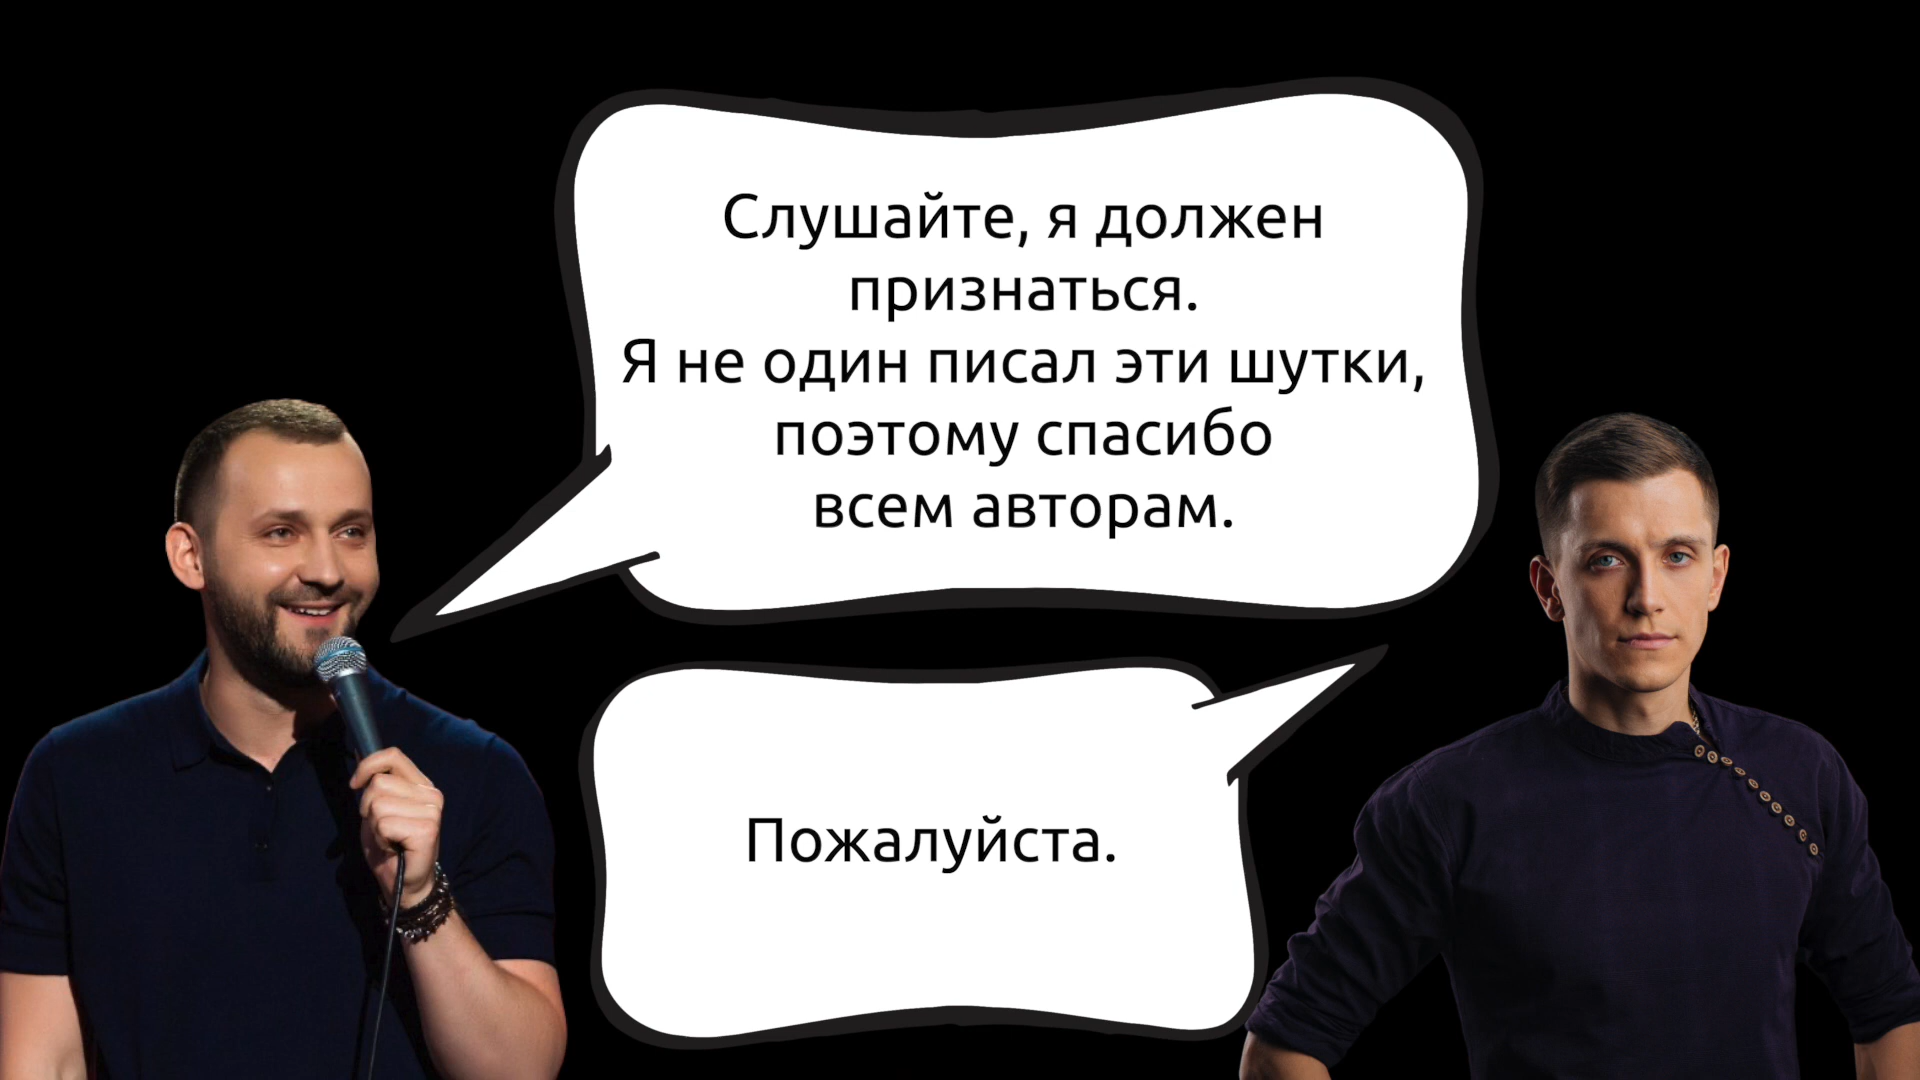 Слушайте, я должен
признаться.
Я не один писал эти шутки,
поэтому спасибо
всем авторам.
Пожалуйста.